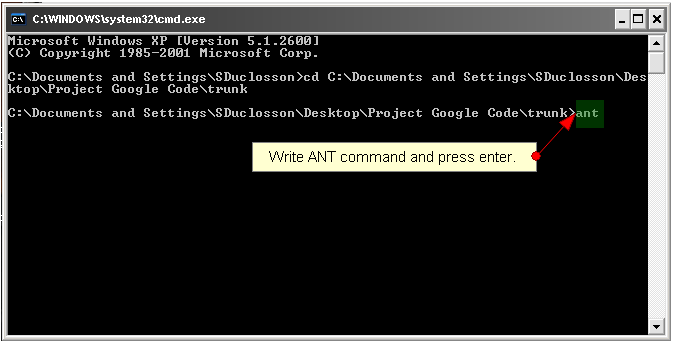 C:\WINDOWS\system32\cmd.exe
Microsoft Windows XP [Version 5.1.2600]
(C) Copyright 1985-2001 Microsoft Corp.
C:\Documents and Settings\SDuclosson>cd C:\Documents and Settings\SDuclosson\Des
ktop\Project Google Code\trunk
C:\Documents and Settings\SDuclosson\Desktop\Project Google Code\trunk>ant
Write ANT command and press enter.